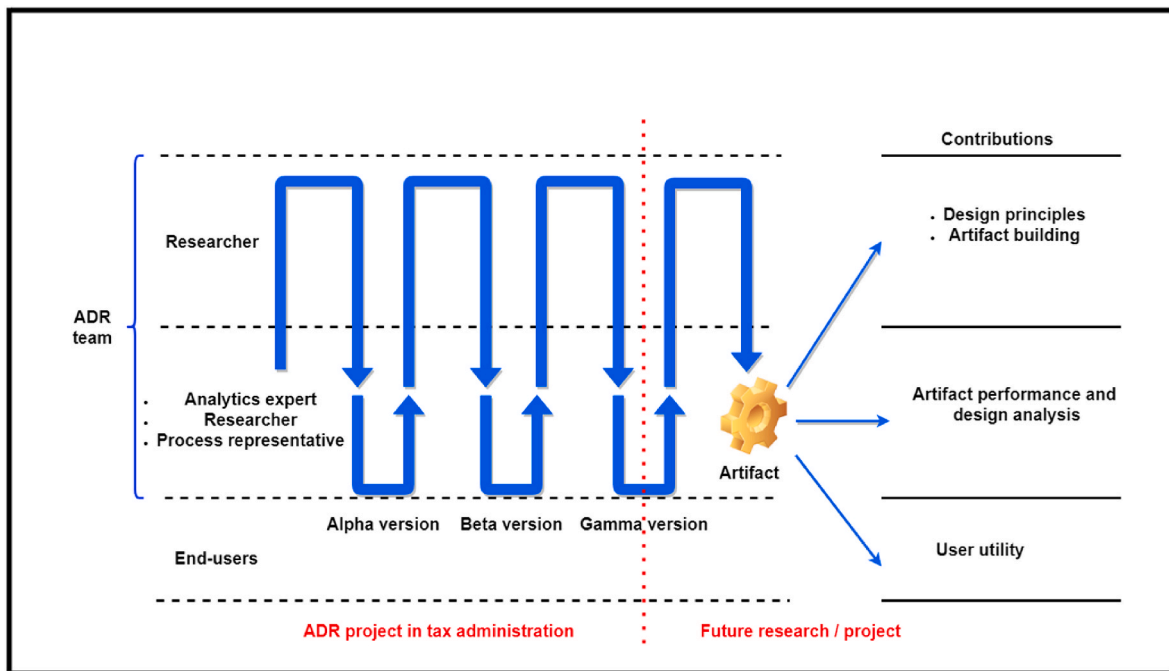 Contributions
Researcher
• Design principles
• Artifact building
ADR
team
• Analytics expert
• Researcher
• Process representative
Artifact performance and
design analysis
Artifact
Alpha version
Beta version
Gamma version
End-users
User utility
ADR project in tax administration
Future research / project